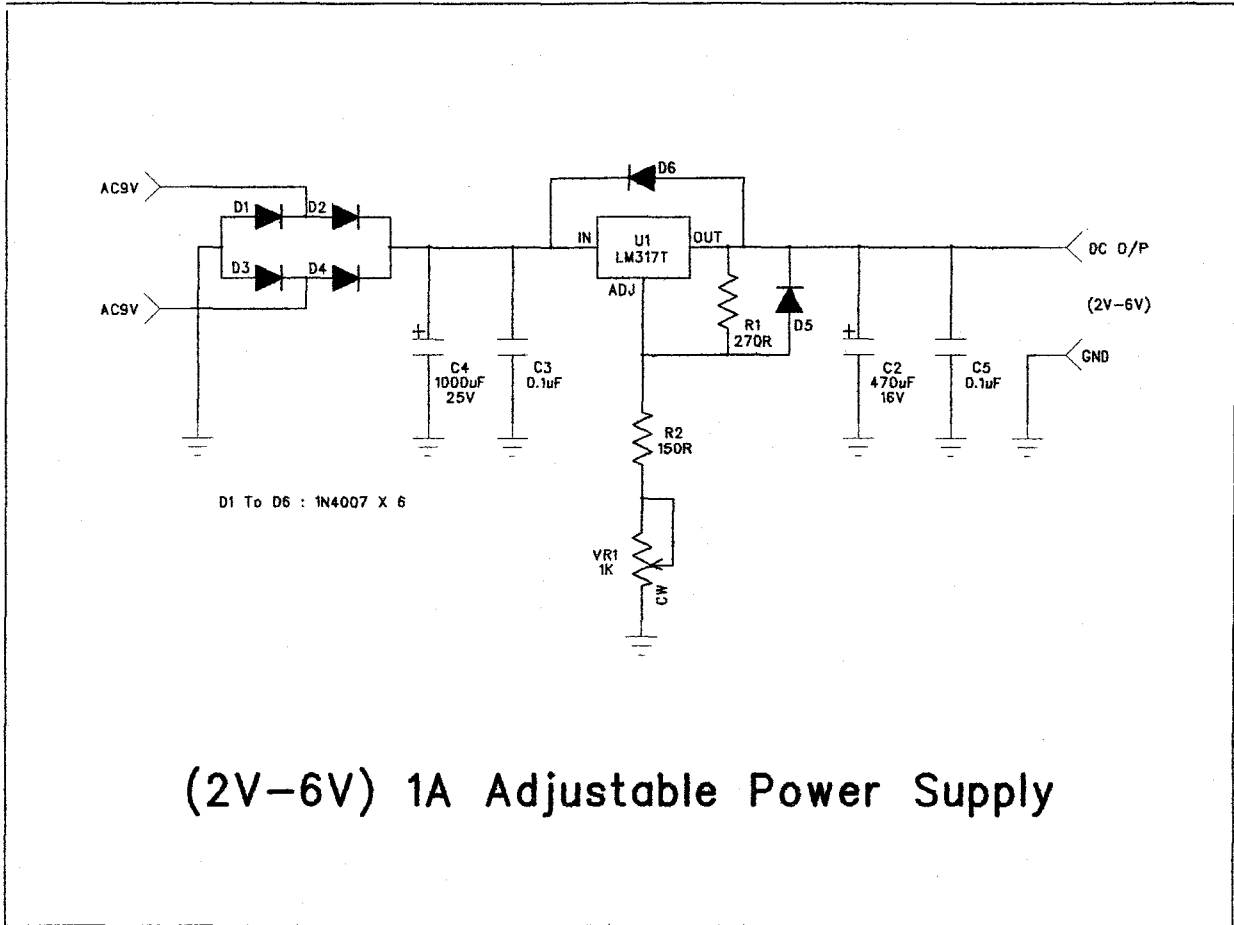 AC9V
D1
D2
D3
D4
AC9V
D6
IN
U1
LM317T
OUT
ADJ
R1
270R
D5
DC O/P
(2V-6V)
GND
+
C4
1000uF
25V
C3
0.1uF
+
C2
470uF
16V
C5
0.1uF
R2
150R
D1 To D6 : 1N4007 X 6
VR1
1K
CW
(2V-6V) 1A Adjustable Power Supply